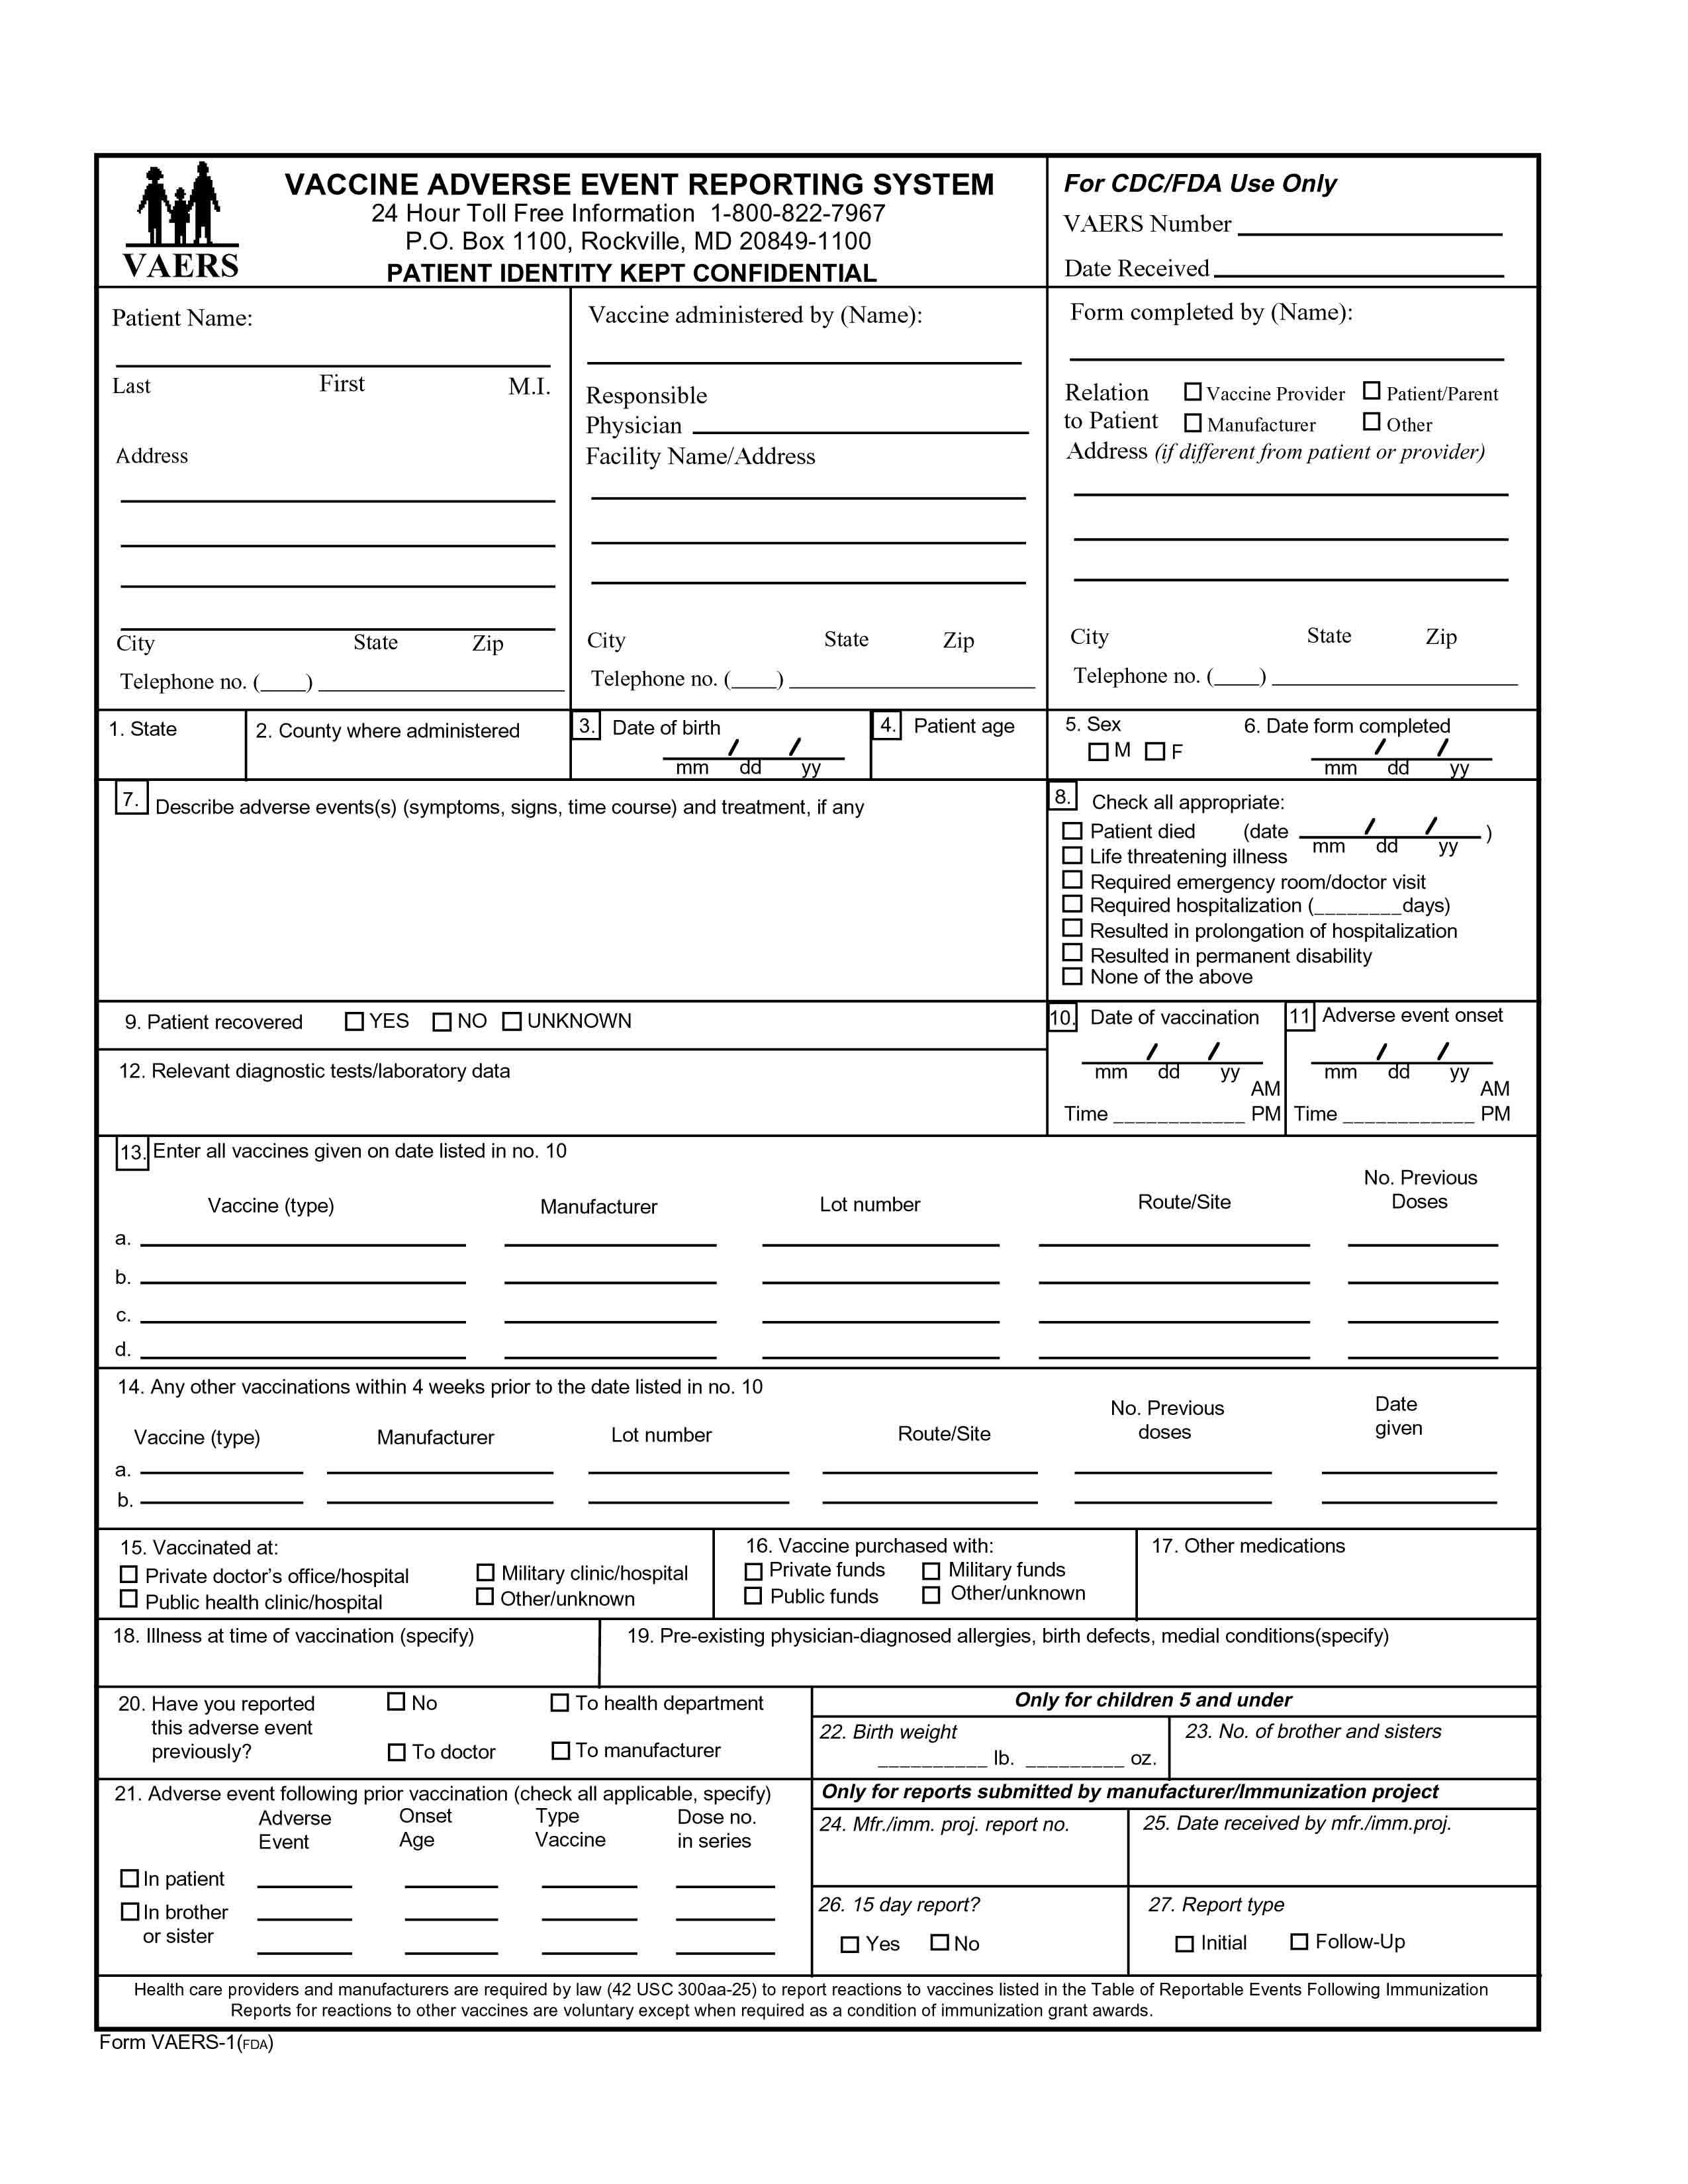 VAERS
VACCINE ADVERSE EVENT REPORTING SYSTEM
24 Hour Toll Free Information 1-800-822-7967
P.O. Box 1100, Rockville, MD 20849-1100
PATIENT IDENTITY KEPT CONFIDENTIAL
For CDC/FDA Use Only
VAERS Number
Date Received
Patient Name:
Last First M.I.
Address
City State Zip
Telephone no. (____)
Vaccine administered by (Name):
Responsible
Physician
Facility Name/Address
City State Zip
Telephone no. (____)
Form completed by (Name):
Relation ☐ Vaccine Provider ☐ Patient/Parent
to Patient ☐ Manufacturer ☐ Other
Address (if different from patient or provider)
City State Zip
Telephone no. (____)
1. State
2. County where administered
3. Date of birth
/ /
mm dd yy
4. Patient age
5. Sex
☐ M ☐ F
6. Date form completed
/ /
mm dd yy
7. Describe adverse events(s) (symptoms, signs, time course) and treatment, if any
8. Check all appropriate:
☐ Patient died (date / / )
mm dd yy
☐ Life threatening illness
☐ Required emergency room/doctor visit
☐ Required hospitalization (________days)
☐ Resulted in prolongation of hospitalization
☐ Resulted in permanent disability
☐ None of the above
9. Patient recovered ☐ YES ☐ NO ☐ UNKNOWN
10. Date of vaccination
/ /
mm dd yy
AM
Time ____________ PM
11 Adverse event onset
/ /
mm dd yy
AM
Time ____________ PM
12. Relevant diagnostic tests/laboratory data
13. Enter all vaccines given on date listed in no. 10
Vaccine (type) Manufacturer Lot number Route/Site No. Previous Doses
a.
b.
c.
d.
14. Any other vaccinations within 4 weeks prior to the date listed in no. 10
Vaccine (type) Manufacturer Lot number Route/Site No. Previous doses Date given
a.
b.
15. Vaccinated at:
☐ Private doctor’s office/hospital ☐ Military clinic/hospital
☐ Public health clinic/hospital ☐ Other/unknown
16. Vaccine purchased with:
☐ Private funds ☐ Military funds
☐ Public funds ☐ Other/unknown
17. Other medications
18. Illness at time of vaccination (specify)
19. Pre-existing physician-diagnosed allergies, birth defects, medial conditions(specify)
20. Have you reported ☐ No ☐ To health department
this adverse event
previously? ☐ To doctor ☐ To manufacturer
Only for children 5 and under
22. Birth weight
__________ lb. _________ oz.
23. No. of brother and sisters
21. Adverse event following prior vaccination (check all applicable, specify)
Adverse Onset Type Dose no.
Event Age Vaccine in series
☐ In patient
☐ In brother
or sister
Only for reports submitted by manufacturer/Immunization project
24. Mfr./imm. proj. report no.
25. Date received by mfr./imm.proj.
26. 15 day report?
☐ Yes ☐ No
27. Report type
☐ Initial ☐ Follow-Up
Health care providers and manufacturers are required by law (42 USC 300aa-25) to report reactions to vaccines listed in the Table of Reportable Events Following Immunization
Reports for reactions to other vaccines are voluntary except when required as a condition of immunization grant awards.
Form VAERS-1(FDA)